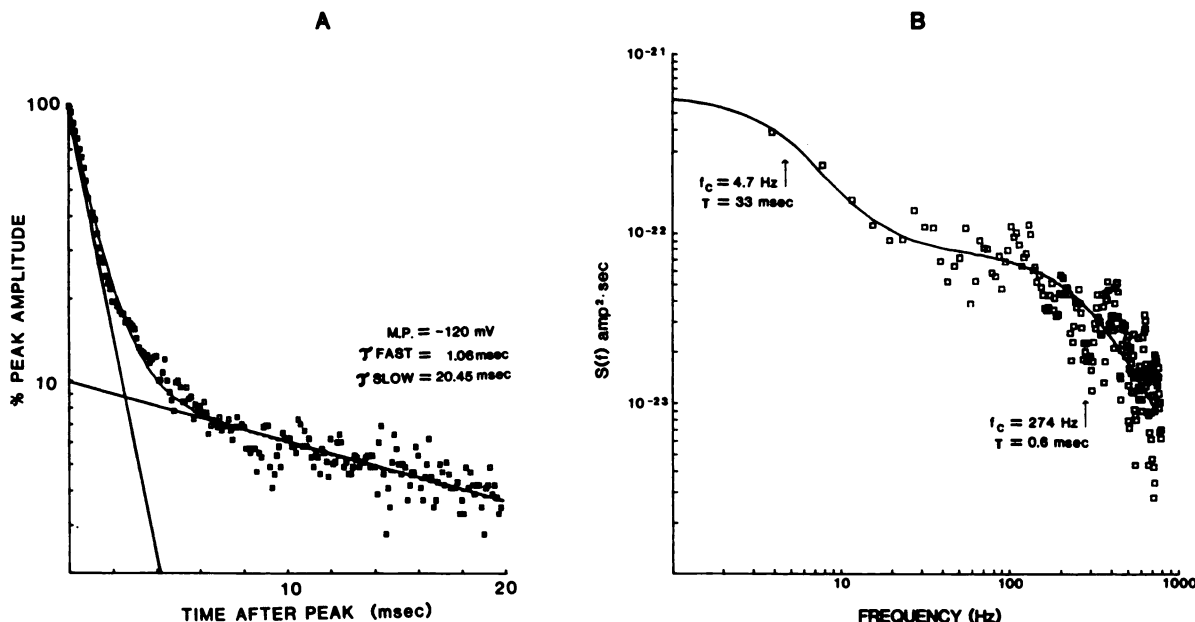 A
100
10
% PEAK AMPLITUDE
M.P. = -120 mV
τ FAST = 1.06 msec
τ SLOW = 20.45 msec
10
20
TIME AFTER PEAK (msec)
B
10⁻²¹
10⁻²²
10⁻²³
S(f) amp²·sec
fc = 4.7 Hz
T = 33 msec
fc = 274 Hz
T = 0.6 msec
10
100
1000
FREQUENCY (Hz)